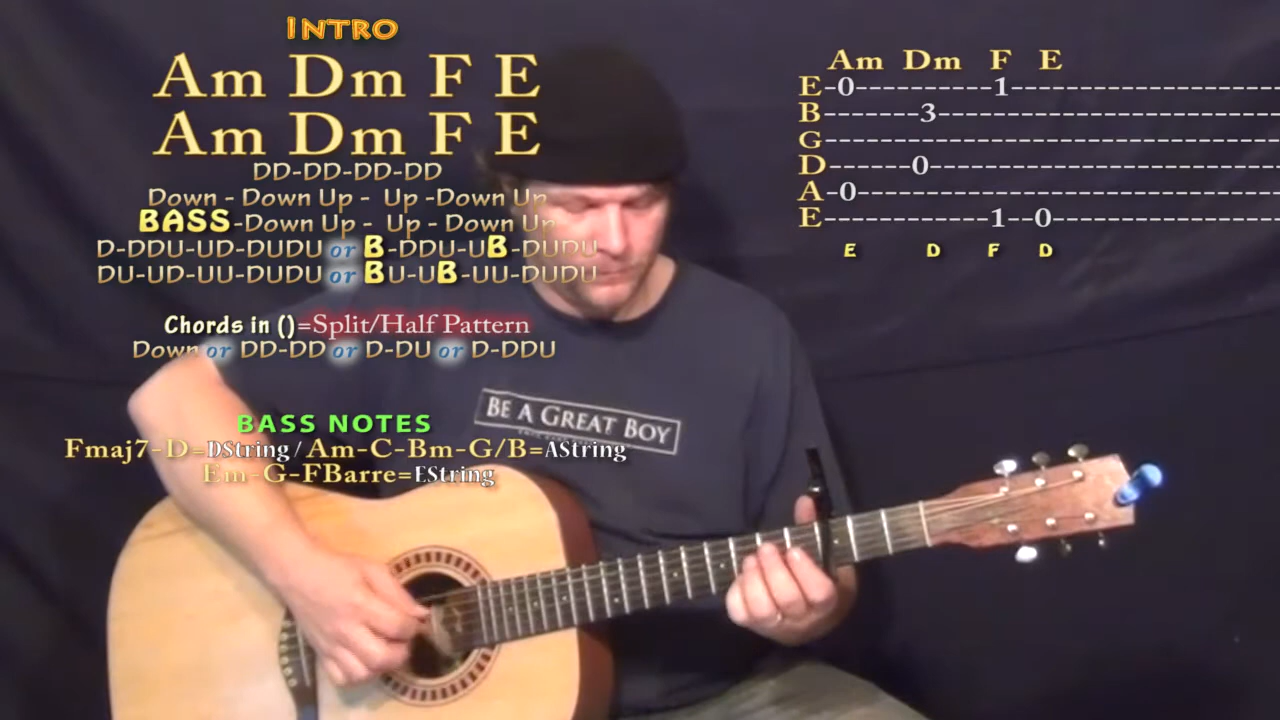 Intro
Am Dm F E
Am Dm F E
DD-DD-DD-DD
Down - Down Up - Up -Down Up
BASS-Down Up - Up - Down Up
D-DDU-UD-DUDU or B-DDU-UB-DUDU
DU-UD-UU-DUDU or BU-UB-UU-DUDU
Chords in ()=Split/Half Pattern
Down or DD-DD or D-DU or D-DDU
BASS NOTES
Fmaj7-D=DString / Am-C-Bm-G/B=AString
Em-G-FBarre=EString
Am Dm F E
E-0----------1--------------------
B-------3-------------------------
G---------------------------------
D------0--------------------------
A-0-------------------------------
E------------1--0-----------------
E D F D
BE A GREAT BOY